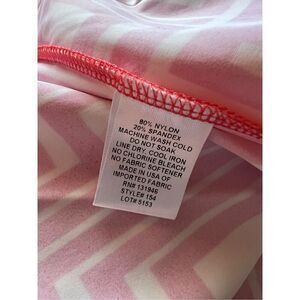 80% NYLON
20% SPANDEX
MACHINE WASH COLD
DO NOT SOAK
LINE DRY, COOL IRON
NO CHLORINE BLEACH
NO FABRIC SOFTENER
MADE IN USA OF
IMPORTED FABRIC
RN# 131946
STYLE# 154
LOT# 5153